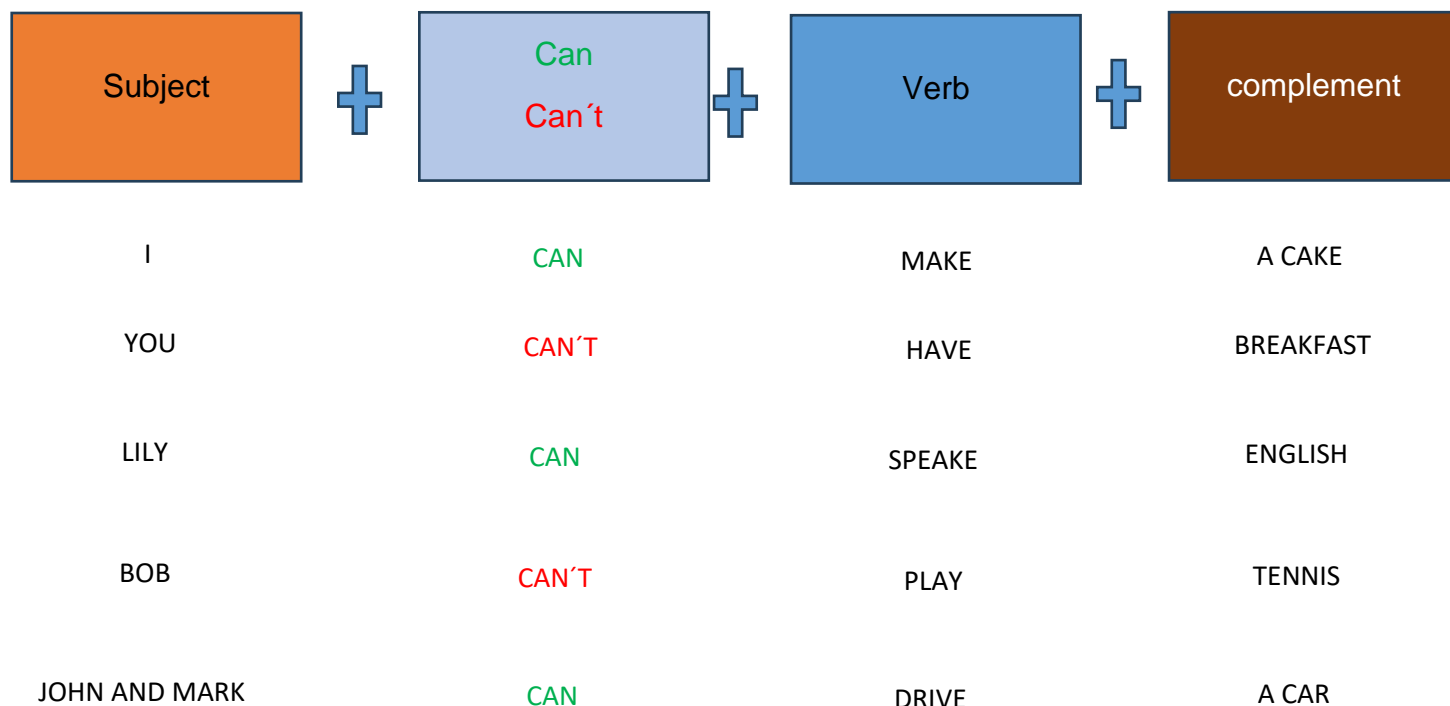 Subject
Can
Can´t
Verb
complement
I CAN MAKE A CAKE
YOU CAN´T HAVE BREAKFAST
LILY CAN SPEAKE ENGLISH
BOB CAN´T PLAY TENNIS
JOHN AND MARK CAN DRIVE A CAR